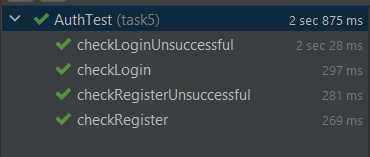 AuthTest (task5) 2 sec 875 ms
checkLoginUnsuccessful 2 sec 28 ms
checkLogin 297 ms
checkRegisterUnsuccessful 281 ms
checkRegister 269 ms